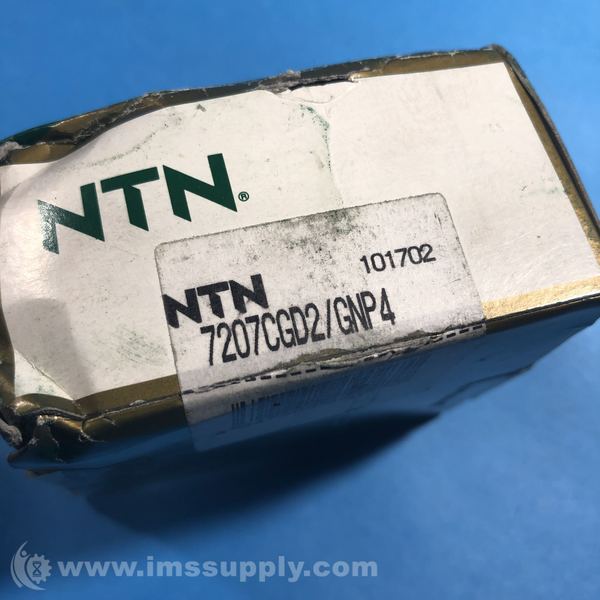 NTN®
101702
NTN
7207CGD2/GNP4
www.imssupply.com